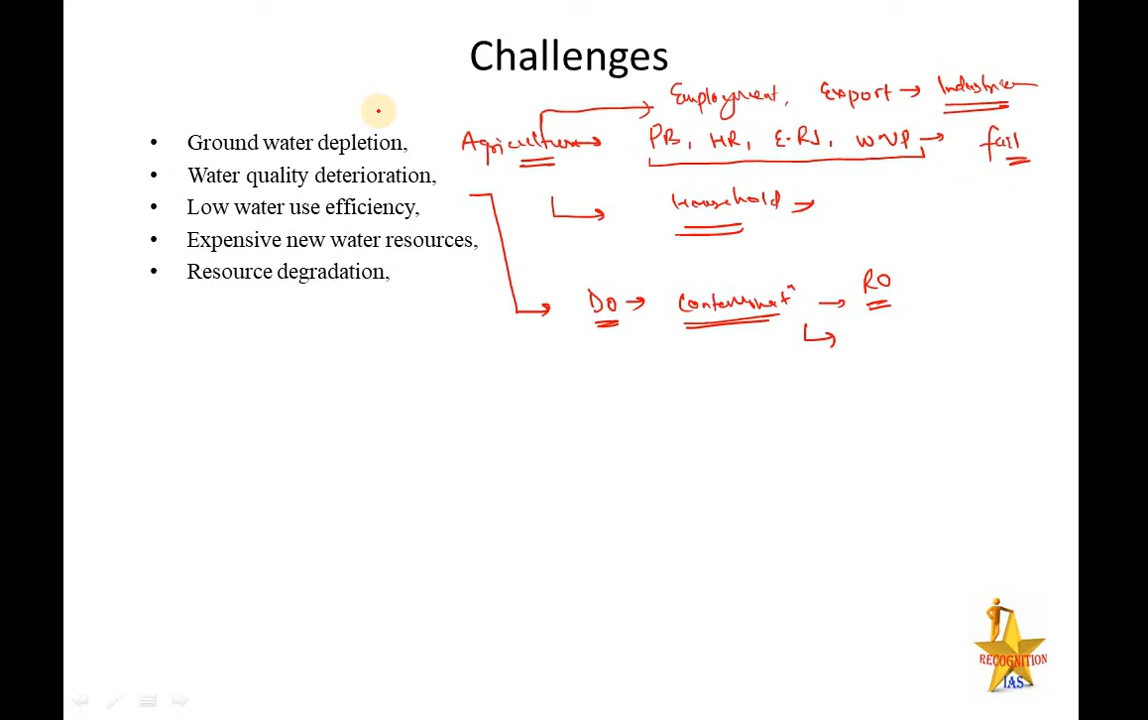 Challenges
Employment, Export → Industries
• Ground water depletion,
Agriculture → PB, HR, E-RJ, W-UP → fail
• Water quality deterioration,
• Low water use efficiency,
Household →
• Expensive new water resources,
• Resource degradation,
DO → → RO
RECOGNITION
IAS